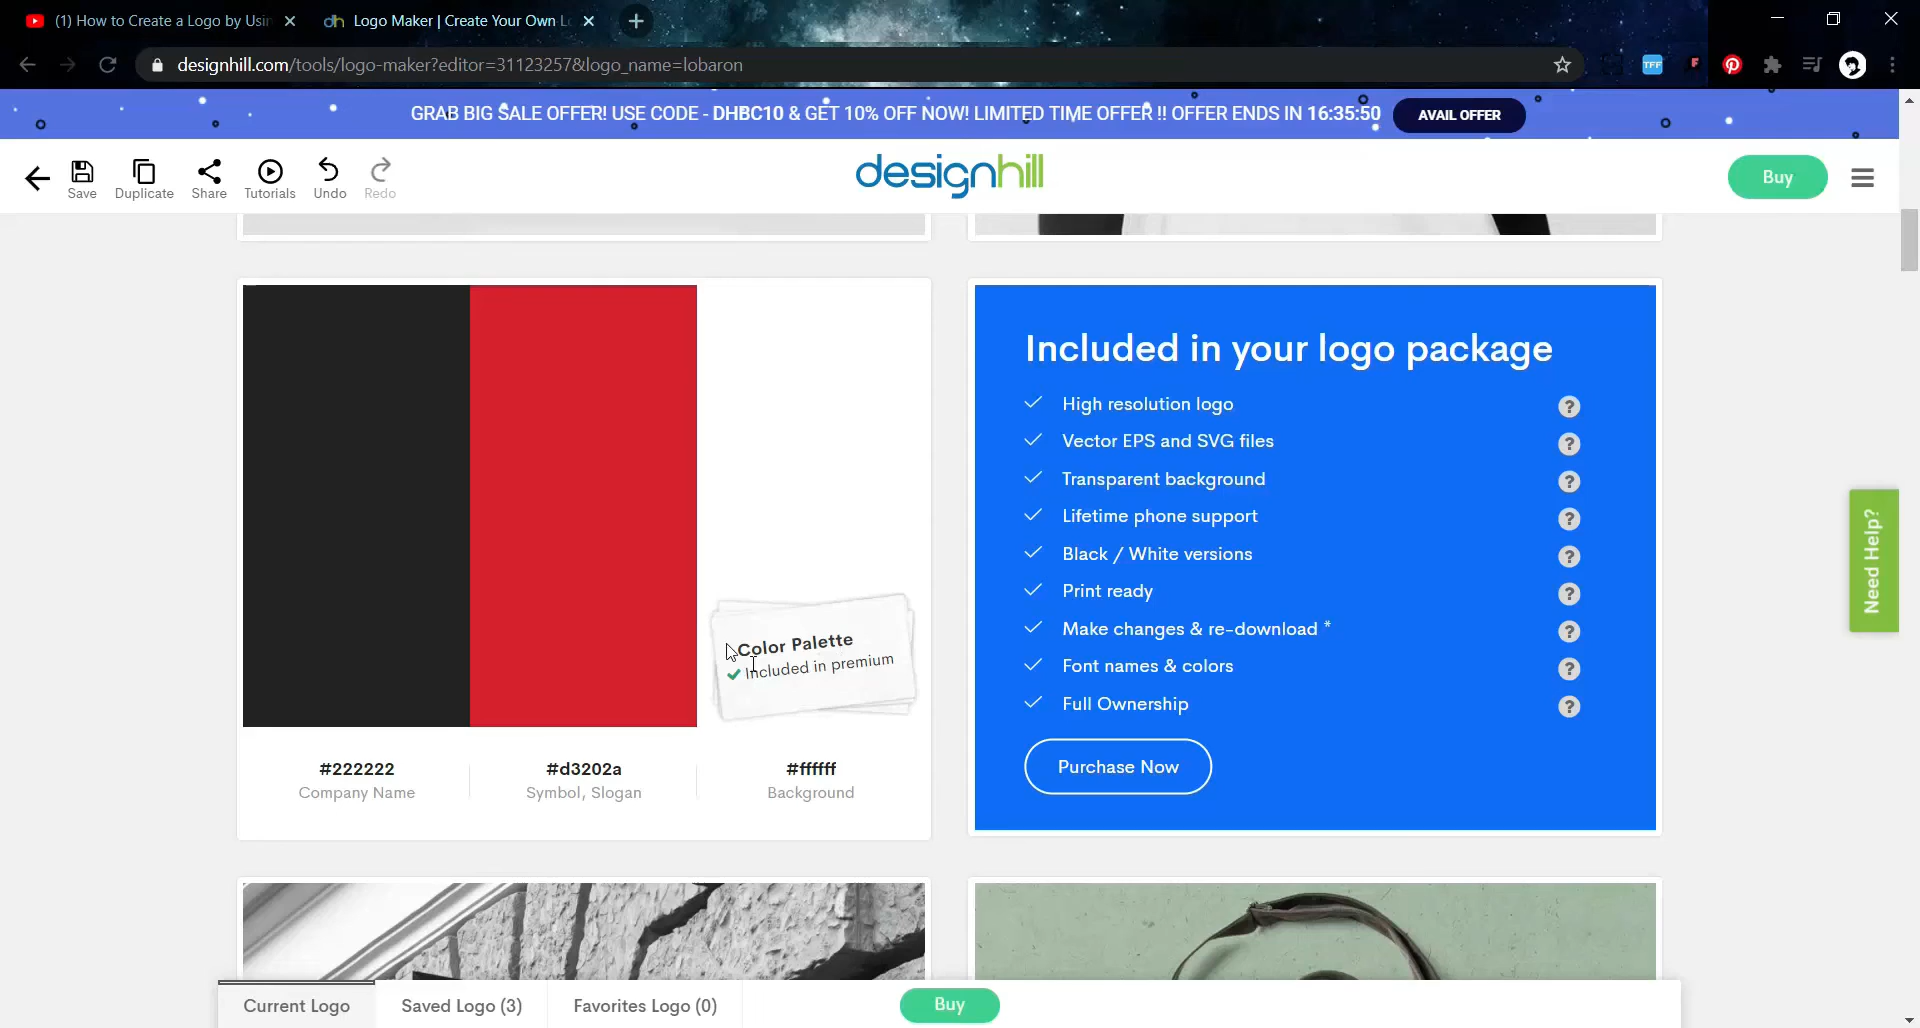 (1) How to Create a Logo by Usin
Logo Maker | Create Your Own Lo
designhill.com/tools/logo-maker?editor=31123257&logo_name=lobaron
TFF
F
GRAB BIG SALE OFFER! USE CODE - DHBC10 & GET 10% OFF NOW! LIMITED TIME OFFER !! OFFER ENDS IN 16:35:50
AVAIL OFFER
Save
Duplicate
Share
Tutorials
Undo
Redo
designhill
Buy
Included in your logo package
High resolution logo ?
Vector EPS and SVG files ?
Transparent background ?
Lifetime phone support ?
Black / White versions ?
Print ready ?
Make changes & re-download * ?
Font names & colors ?
Full Ownership ?
Purchase Now
Need Help?
Color Palette
Included in premium
#222222
Company Name
#d3202a
Symbol, Slogan
#ffffff
Background
Current Logo
Saved Logo (3)
Favorites Logo (0)
Buy